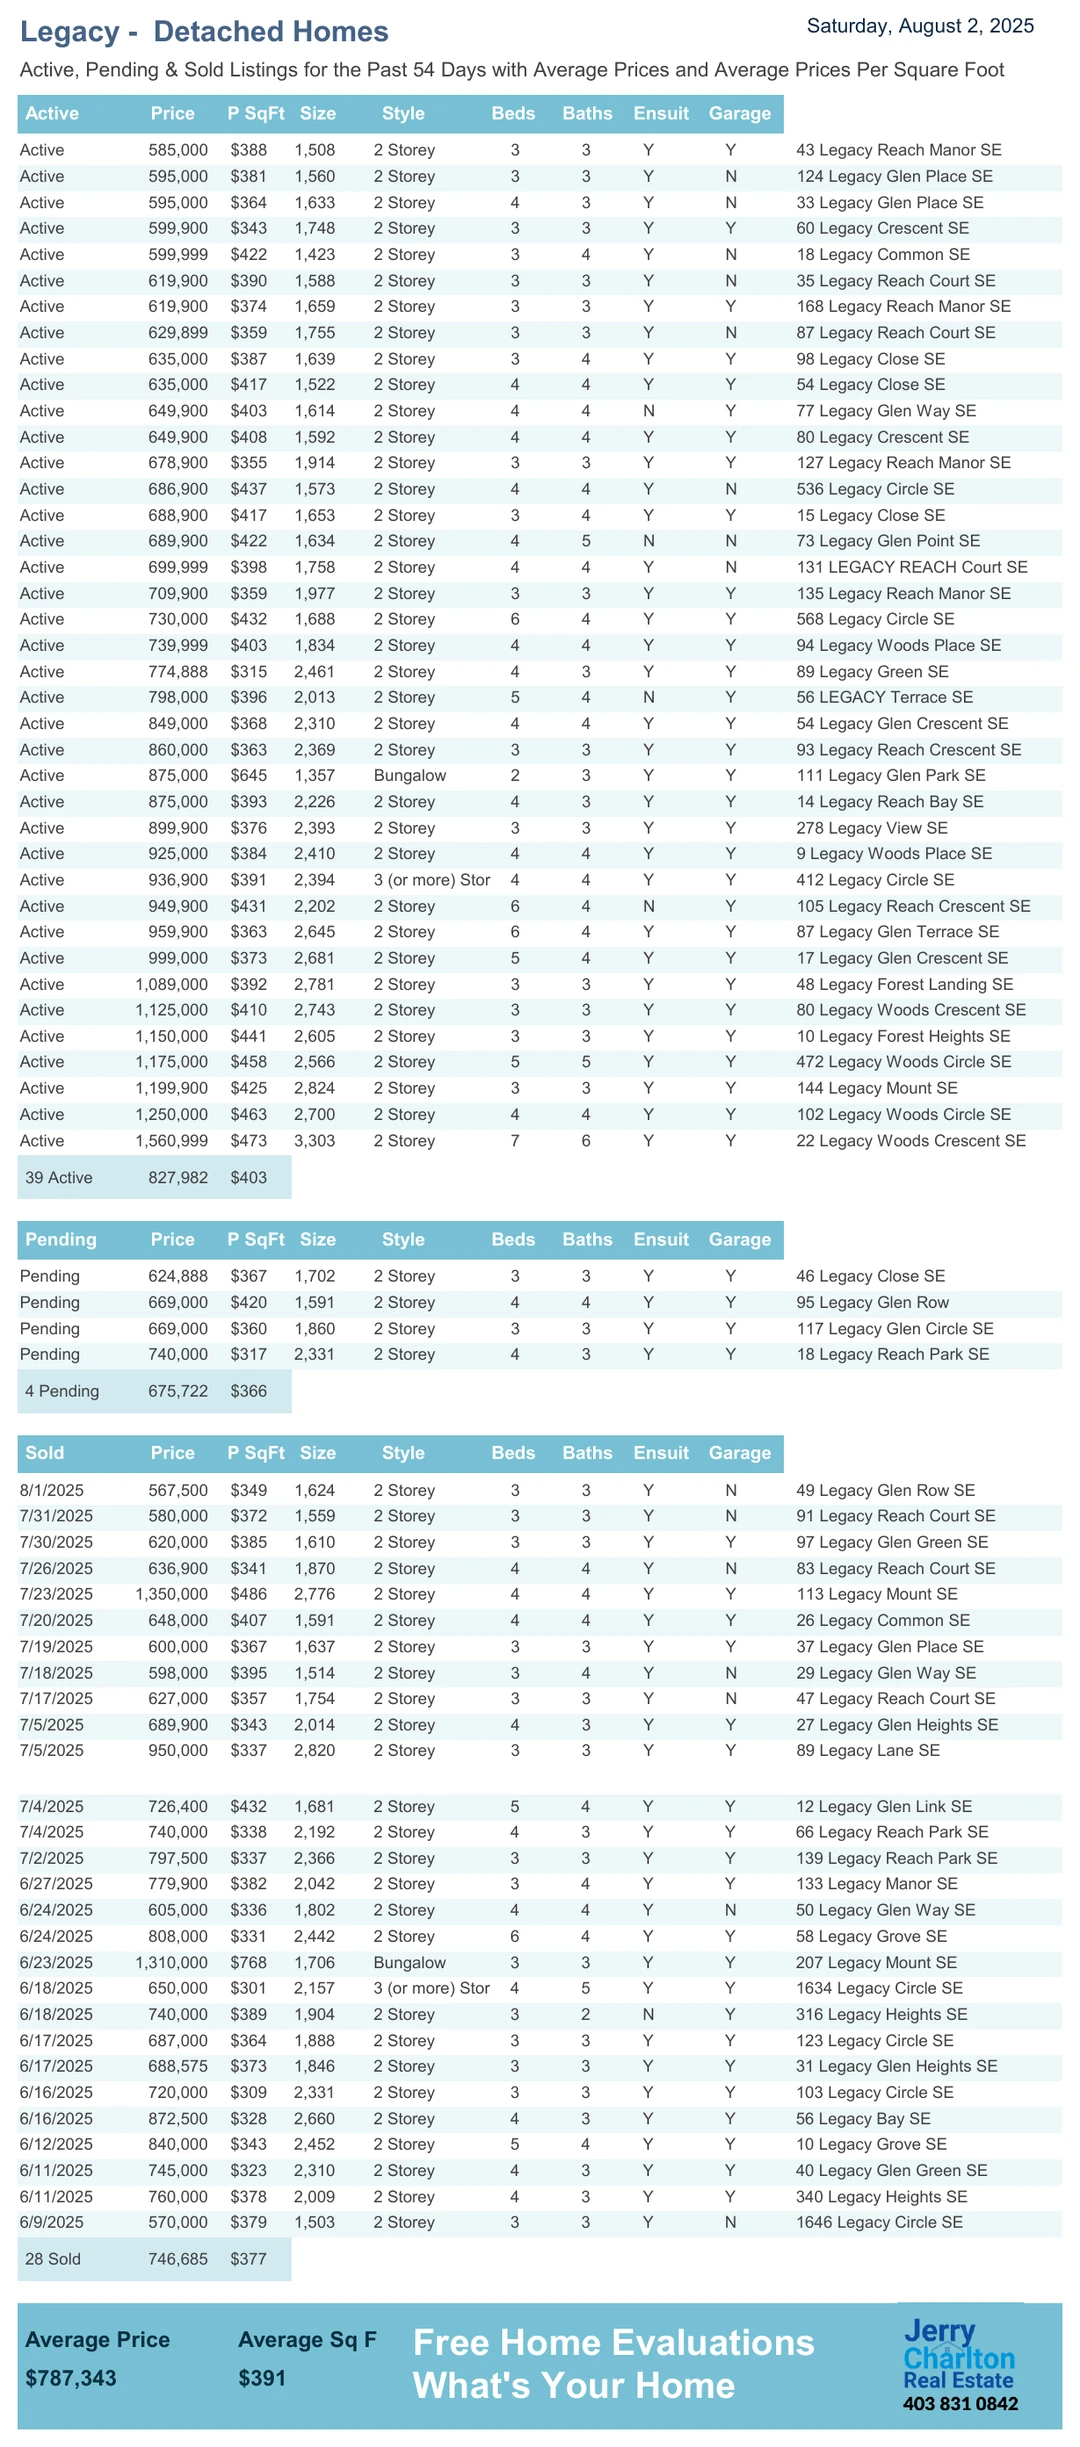 Legacy -  Detached Homes
Saturday, August 2, 2025
Active, Pending & Sold Listings for the Past 54 Days with Average Prices and Average Prices Per Square Foot
Active Price P SqFt Size Style Beds Baths Ensuit Garage
Active 585,000 $388 1,508 2 Storey 3 3 Y Y 43 Legacy Reach Manor SE
Active 595,000 $381 1,560 2 Storey 3 3 Y N 124 Legacy Glen Place SE
Active 595,000 $364 1,633 2 Storey 4 3 Y N 33 Legacy Glen Place SE
Active 599,900 $343 1,748 2 Storey 3 3 Y Y 60 Legacy Crescent SE
Active 599,999 $422 1,423 2 Storey 3 4 Y N 18 Legacy Common SE
Active 619,900 $390 1,588 2 Storey 3 3 Y N 35 Legacy Reach Court SE
Active 619,900 $374 1,659 2 Storey 3 3 Y Y 168 Legacy Reach Manor SE
Active 629,899 $359 1,755 2 Storey 3 3 Y N 87 Legacy Reach Court SE
Active 635,000 $387 1,639 2 Storey 3 4 Y Y 98 Legacy Close SE
Active 635,000 $417 1,522 2 Storey 4 4 Y Y 54 Legacy Close SE
Active 649,900 $403 1,614 2 Storey 4 4 N Y 77 Legacy Glen Way SE
Active 649,900 $408 1,592 2 Storey 4 4 Y Y 80 Legacy Crescent SE
Active 678,900 $355 1,914 2 Storey 3 3 Y Y 127 Legacy Reach Manor SE
Active 686,900 $437 1,573 2 Storey 4 4 Y N 536 Legacy Circle SE
Active 688,900 $417 1,653 2 Storey 3 4 Y Y 15 Legacy Close SE
Active 689,900 $422 1,634 2 Storey 4 5 N N 73 Legacy Glen Point SE
Active 699,999 $398 1,758 2 Storey 4 4 Y N 131 LEGACY REACH Court SE
Active 709,900 $359 1,977 2 Storey 3 3 Y Y 135 Legacy Reach Manor SE
Active 730,000 $432 1,688 2 Storey 6 4 Y Y 568 Legacy Circle SE
Active 739,999 $403 1,834 2 Storey 4 4 Y Y 94 Legacy Woods Place SE
Active 774,888 $315 2,461 2 Storey 4 3 Y Y 89 Legacy Green SE
Active 798,000 $396 2,013 2 Storey 5 4 N Y 56 LEGACY Terrace SE
Active 849,000 $368 2,310 2 Storey 4 4 Y Y 54 Legacy Glen Crescent SE
Active 860,000 $363 2,369 2 Storey 3 3 Y Y 93 Legacy Reach Crescent SE
Active 875,000 $645 1,357 Bungalow 2 3 Y Y 111 Legacy Glen Park SE
Active 875,000 $393 2,226 2 Storey 4 3 Y Y 14 Legacy Reach Bay SE
Active 899,900 $376 2,393 2 Storey 3 3 Y Y 278 Legacy View SE
Active 925,000 $384 2,410 2 Storey 4 4 Y Y 9 Legacy Woods Place SE
Active 936,900 $391 2,394 3 (or more) Stor 4 4 Y Y 412 Legacy Circle SE
Active 949,900 $431 2,202 2 Storey 6 4 N Y 105 Legacy Reach Crescent SE
Active 959,900 $363 2,645 2 Storey 6 4 Y Y 87 Legacy Glen Terrace SE
Active 999,000 $373 2,681 2 Storey 5 4 Y Y 17 Legacy Glen Crescent SE
Active 1,089,000 $392 2,781 2 Storey 3 3 Y Y 48 Legacy Forest Landing SE
Active 1,125,000 $410 2,743 2 Storey 3 3 Y Y 80 Legacy Woods Crescent SE
Active 1,150,000 $441 2,605 2 Storey 3 3 Y Y 10 Legacy Forest Heights SE
Active 1,175,000 $458 2,566 2 Storey 5 5 Y Y 472 Legacy Woods Circle SE
Active 1,199,900 $425 2,824 2 Storey 3 3 Y Y 144 Legacy Mount SE
Active 1,250,000 $463 2,700 2 Storey 4 4 Y Y 102 Legacy Woods Circle SE
Active 1,560,999 $473 3,303 2 Storey 7 6 Y Y 22 Legacy Woods Crescent SE
39 Active 827,982 $403
Pending Price P SqFt Size Style Beds Baths Ensuit Garage
Pending 624,888 $367 1,702 2 Storey 3 3 Y Y 46 Legacy Close SE
Pending 669,000 $420 1,591 2 Storey 4 4 Y Y 95 Legacy Glen Row
Pending 669,000 $360 1,860 2 Storey 3 3 Y Y 117 Legacy Glen Circle SE
Pending 740,000 $317 2,331 2 Storey 4 3 Y Y 18 Legacy Reach Park SE
4 Pending 675,722 $366
Sold Price P SqFt Size Style Beds Baths Ensuit Garage
8/1/2025 567,500 $349 1,624 2 Storey 3 3 Y N 49 Legacy Glen Row SE
7/31/2025 580,000 $372 1,559 2 Storey 3 3 Y N 91 Legacy Reach Court SE
7/30/2025 620,000 $385 1,610 2 Storey 3 3 Y Y 97 Legacy Glen Green SE
7/26/2025 636,900 $341 1,870 2 Storey 4 4 Y N 83 Legacy Reach Court SE
7/23/2025 1,350,000 $486 2,776 2 Storey 4 4 Y Y 113 Legacy Mount SE
7/20/2025 648,000 $407 1,591 2 Storey 4 4 Y Y 26 Legacy Common SE
7/19/2025 600,000 $367 1,637 2 Storey 3 3 Y Y 37 Legacy Glen Place SE
7/18/2025 598,000 $395 1,514 2 Storey 3 4 Y N 29 Legacy Glen Way SE
7/17/2025 627,000 $357 1,754 2 Storey 3 3 Y N 47 Legacy Reach Court SE
7/5/2025 689,900 $343 2,014 2 Storey 4 3 Y Y 27 Legacy Glen Heights SE
7/5/2025 950,000 $337 2,820 2 Storey 3 3 Y Y 89 Legacy Lane SE
7/4/2025 726,400 $432 1,681 2 Storey 5 4 Y Y 12 Legacy Glen Link SE
7/4/2025 740,000 $338 2,192 2 Storey 4 3 Y Y 66 Legacy Reach Park SE
7/2/2025 797,500 $337 2,366 2 Storey 3 3 Y Y 139 Legacy Reach Park SE
6/27/2025 779,900 $382 2,042 2 Storey 3 4 Y Y 133 Legacy Manor SE
6/24/2025 605,000 $336 1,802 2 Storey 4 4 Y N 50 Legacy Glen Way SE
6/24/2025 808,000 $331 2,442 2 Storey 6 4 Y Y 58 Legacy Grove SE
6/23/2025 1,310,000 $768 1,706 Bungalow 3 3 Y Y 207 Legacy Mount SE
6/18/2025 650,000 $301 2,157 3 (or more) Stor 4 5 Y Y 1634 Legacy Circle SE
6/18/2025 740,000 $389 1,904 2 Storey 3 2 N Y 316 Legacy Heights SE
6/17/2025 687,000 $364 1,888 2 Storey 3 3 Y Y 123 Legacy Circle SE
6/17/2025 688,575 $373 1,846 2 Storey 3 3 Y Y 31 Legacy Glen Heights SE
6/16/2025 720,000 $309 2,331 2 Storey 3 3 Y Y 103 Legacy Circle SE
6/16/2025 872,500 $328 2,660 2 Storey 4 3 Y Y 56 Legacy Bay SE
6/12/2025 840,000 $343 2,452 2 Storey 5 4 Y Y 10 Legacy Grove SE
6/11/2025 745,000 $323 2,310 2 Storey 4 3 Y Y 40 Legacy Glen Green SE
6/11/2025 760,000 $378 2,009 2 Storey 4 3 Y Y 340 Legacy Heights SE
6/9/2025 570,000 $379 1,503 2 Storey 3 3 Y N 1646 Legacy Circle SE
28 Sold 746,685 $377
Average Price Average Sq F
$787,343 $391
Free Home Evaluations
What's Your Home
Jerry
Charlton
Real Estate
403 831 0842